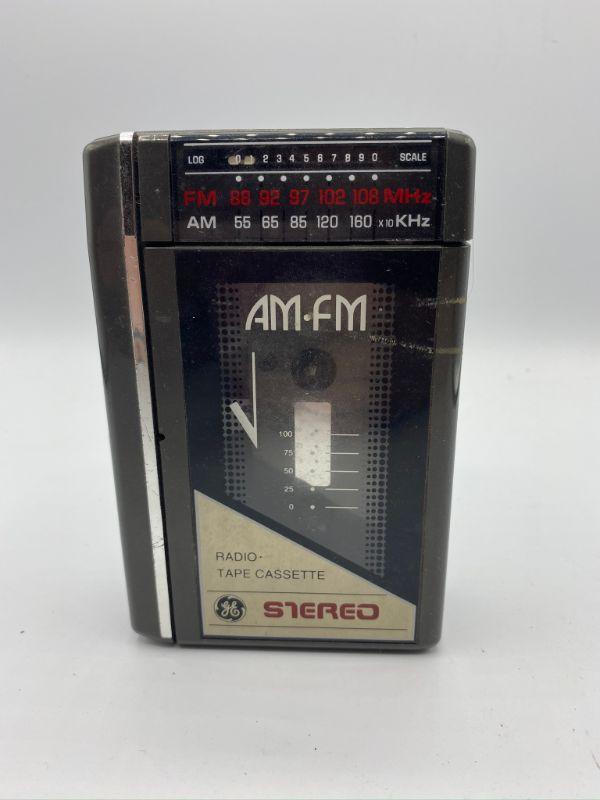 LOG 0 1 2 3 4 5 6 7 8 9 0 SCALE
FM 88 92 97 102 108 MHz
AM 55 65 85 120 160 x10 KHz
AM·FM
100
75
50
25
0
RADIO·
TAPE CASSETTE
GE STEREO